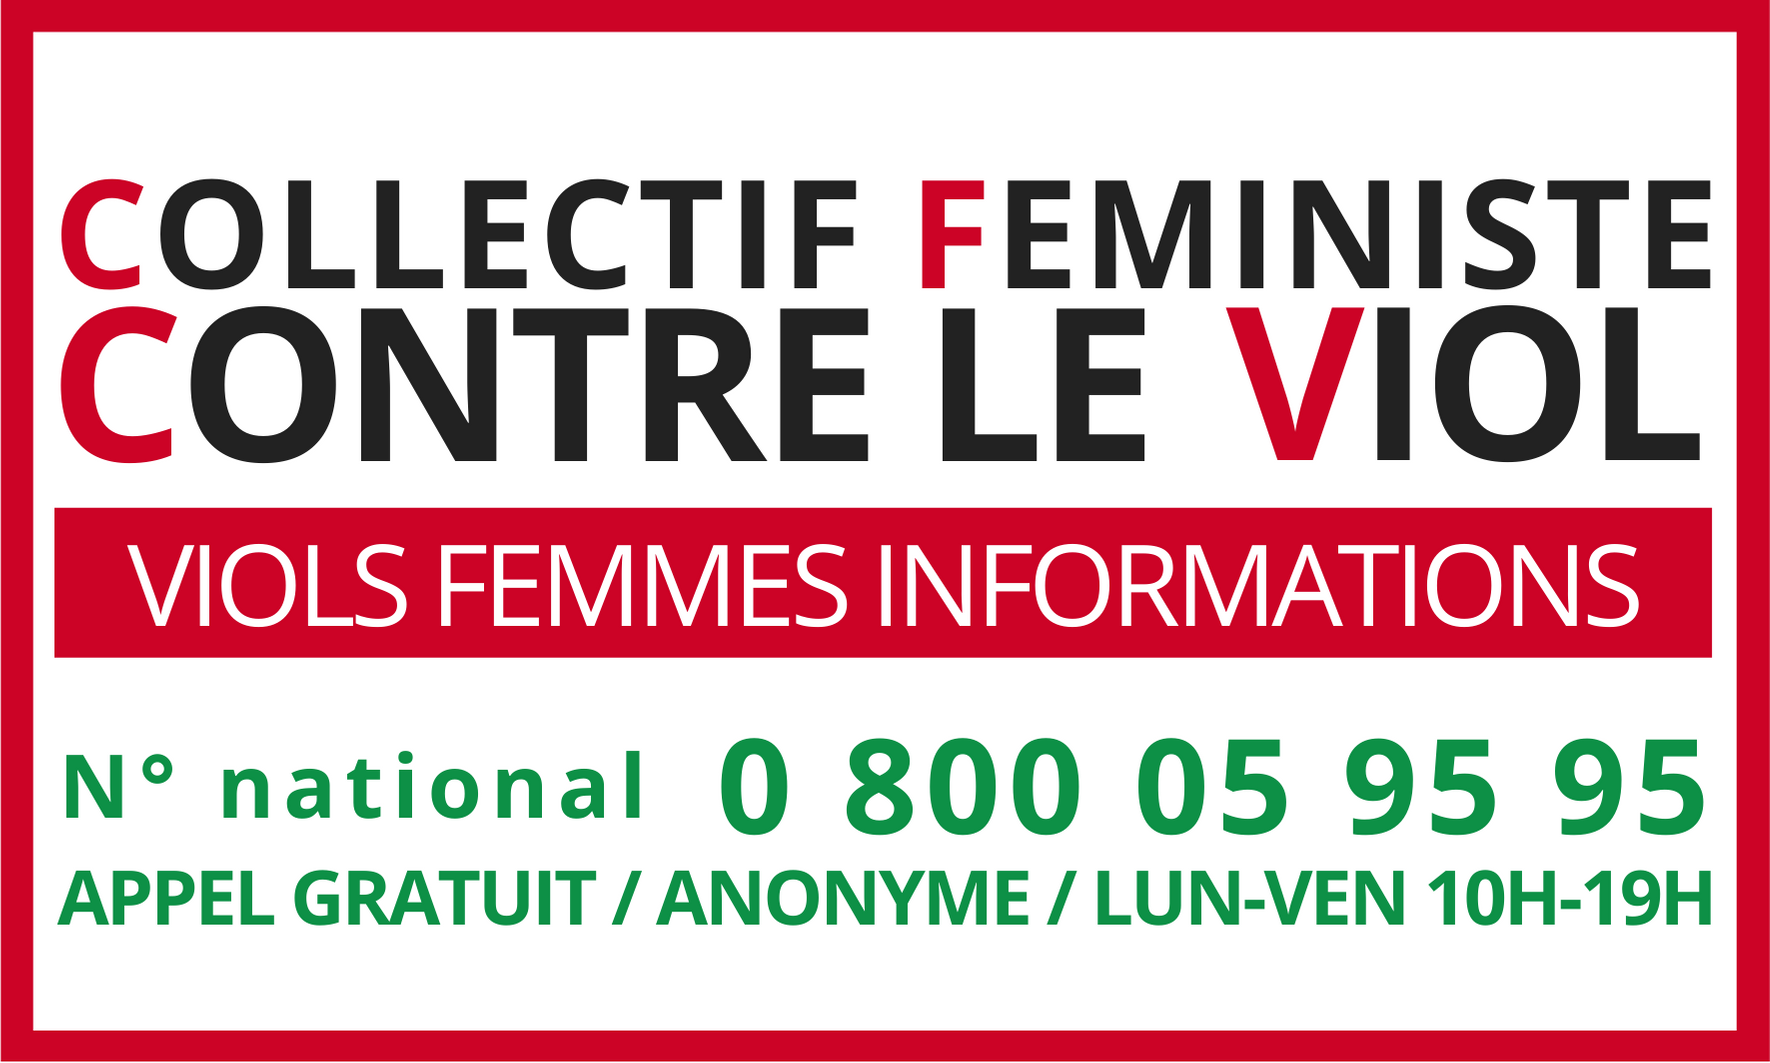 COLLECTIF FEMINISTE
CONTRE LE VIOL
VIOLS FEMMES INFORMATIONS
N° national 0 800 05 95 95
APPEL GRATUIT / ANONYME / LUN-VEN 10H-19H